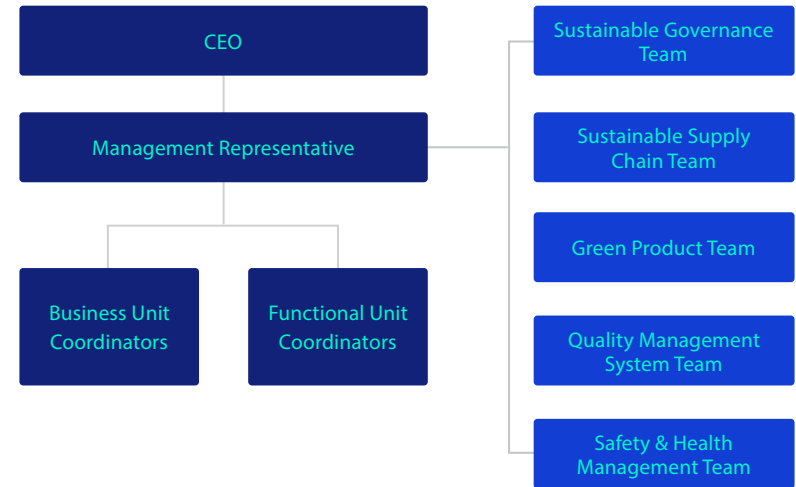 CEO
Management Representative
Business Unit
Coordinators
Functional Unit
Coordinators
Sustainable Governance
Team
Sustainable Supply
Chain Team
Green Product Team
Quality Management
System Team
Safety & Health
Management Team